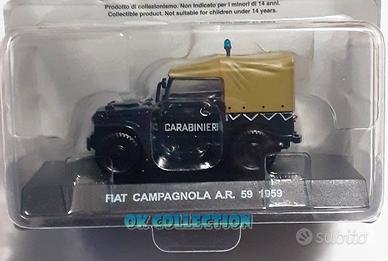 Prodotto di collezionismo. Non indicato per i minori di 14 anni.
Collectible product. Not suitable for children under 14 years.
CARABINIERI
FIAT CAMPAGNOLA A.R. 59 1959
OK COLLECTION
subito